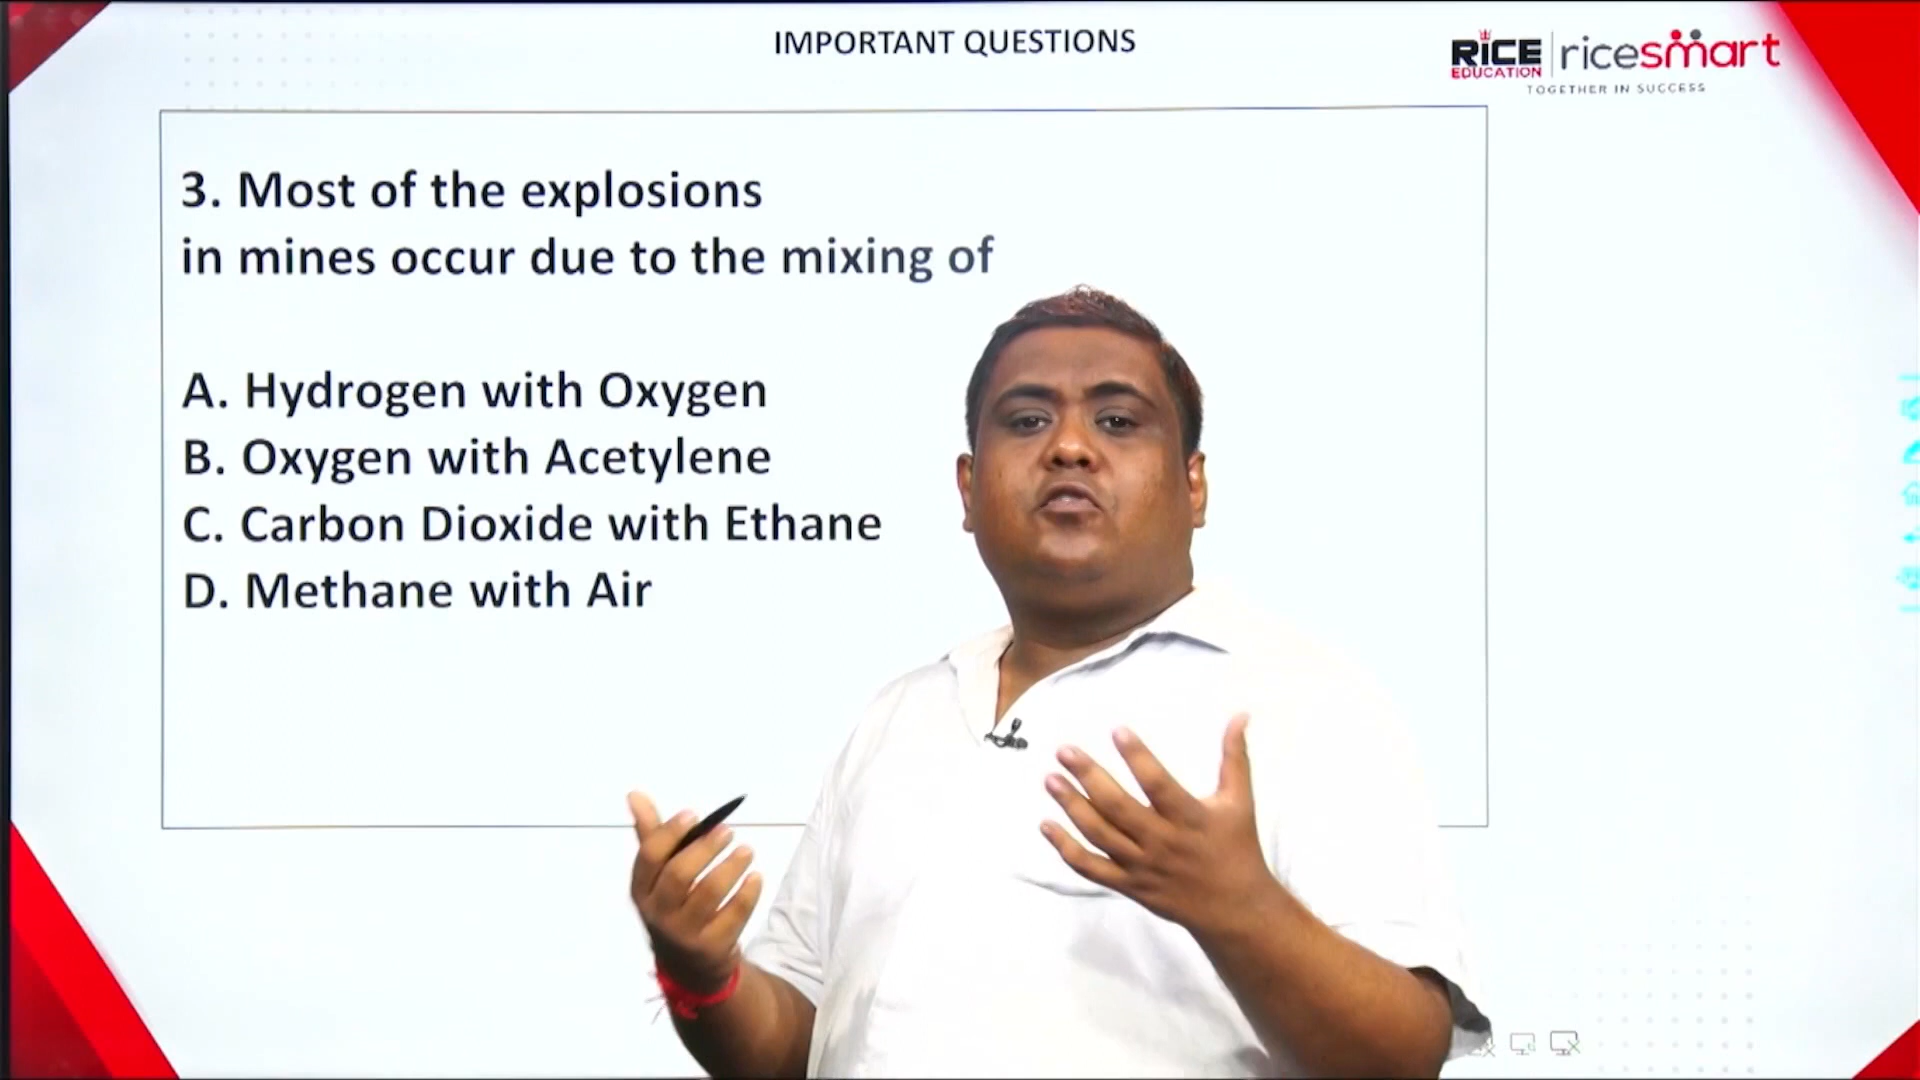 IMPORTANT QUESTIONS
RICE
EDUCATION
ricesmart
TOGETHER IN SUCCESS
3. Most of the explosions
in mines occur due to the mixing of
A. Hydrogen with Oxygen
B. Oxygen with Acetylene
C. Carbon Dioxide with Ethane
D. Methane with Air